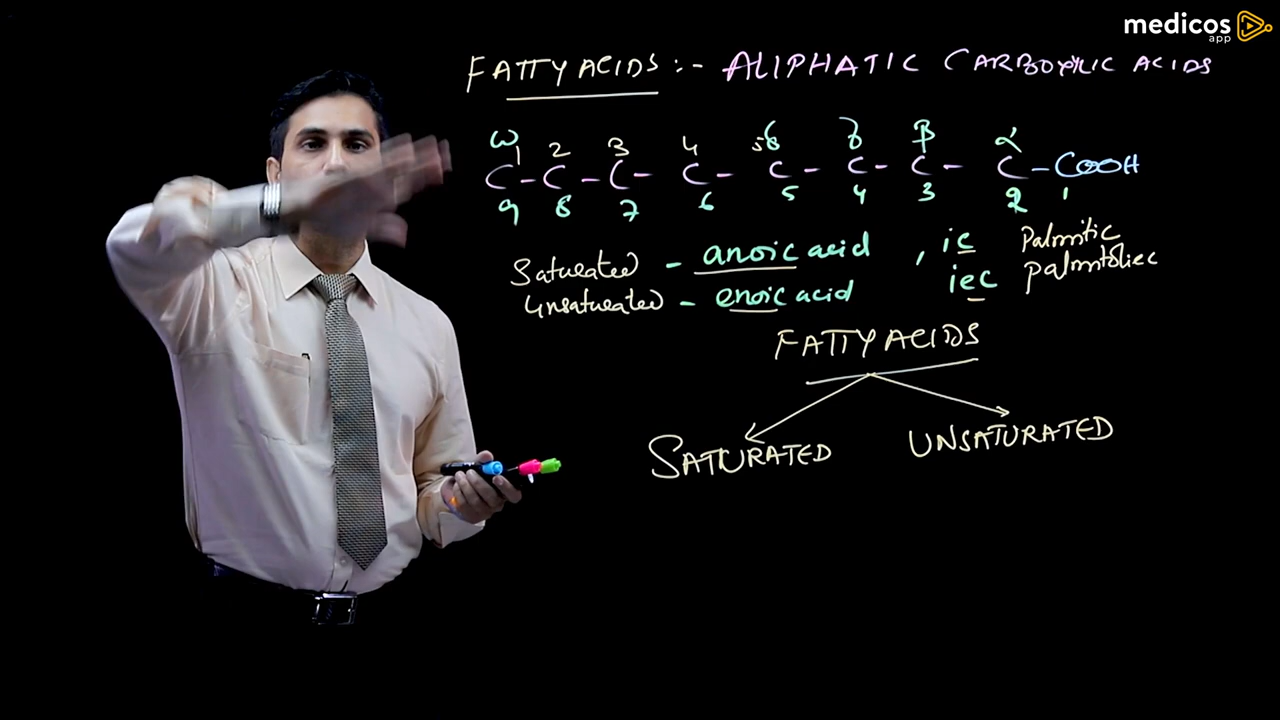 medicos
app
FATTY ACIDS :- ALIPHATIC CARBOXYLIC ACIDS
ω α
1 2 3 4 5
C - C - C - C - C - C - C - C - COOH
9 8 7 6 5 4 3 2 1
Saturated - anoic acid , ic Palmitic
Unsaturated - enoic acid iec palmitoliec
FATTY ACIDS
SATURATED UNSATURATED